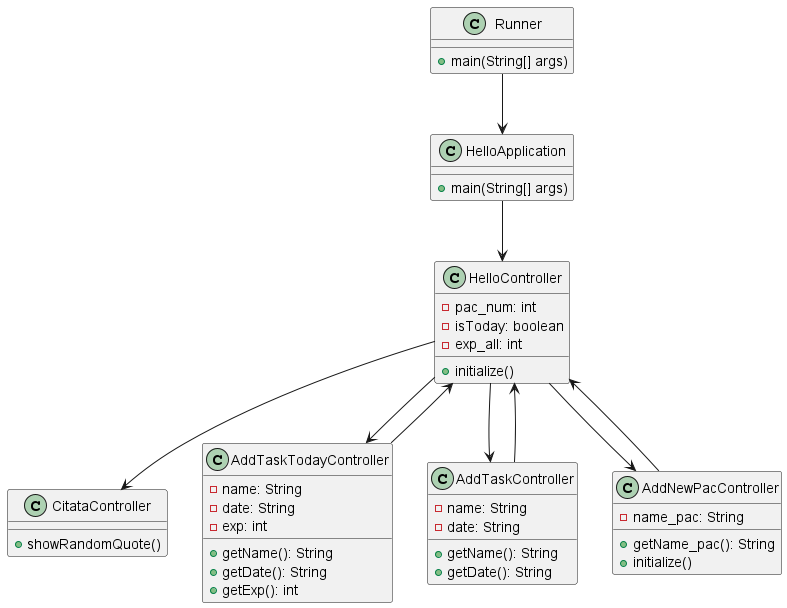 C Runner
main(String[] args)
C HelloApplication
main(String[] args)
C HelloController
pac_num: int
isToday: boolean
exp_all: int
initialize()
C CitataController
showRandomQuote()
C AddTaskTodayController
name: String
date: String
exp: int
getName(): String
getDate(): String
getExp(): int
C AddTaskController
name: String
date: String
getName(): String
getDate(): String
C AddNewPacController
name_pac: String
getName_pac(): String
initialize()